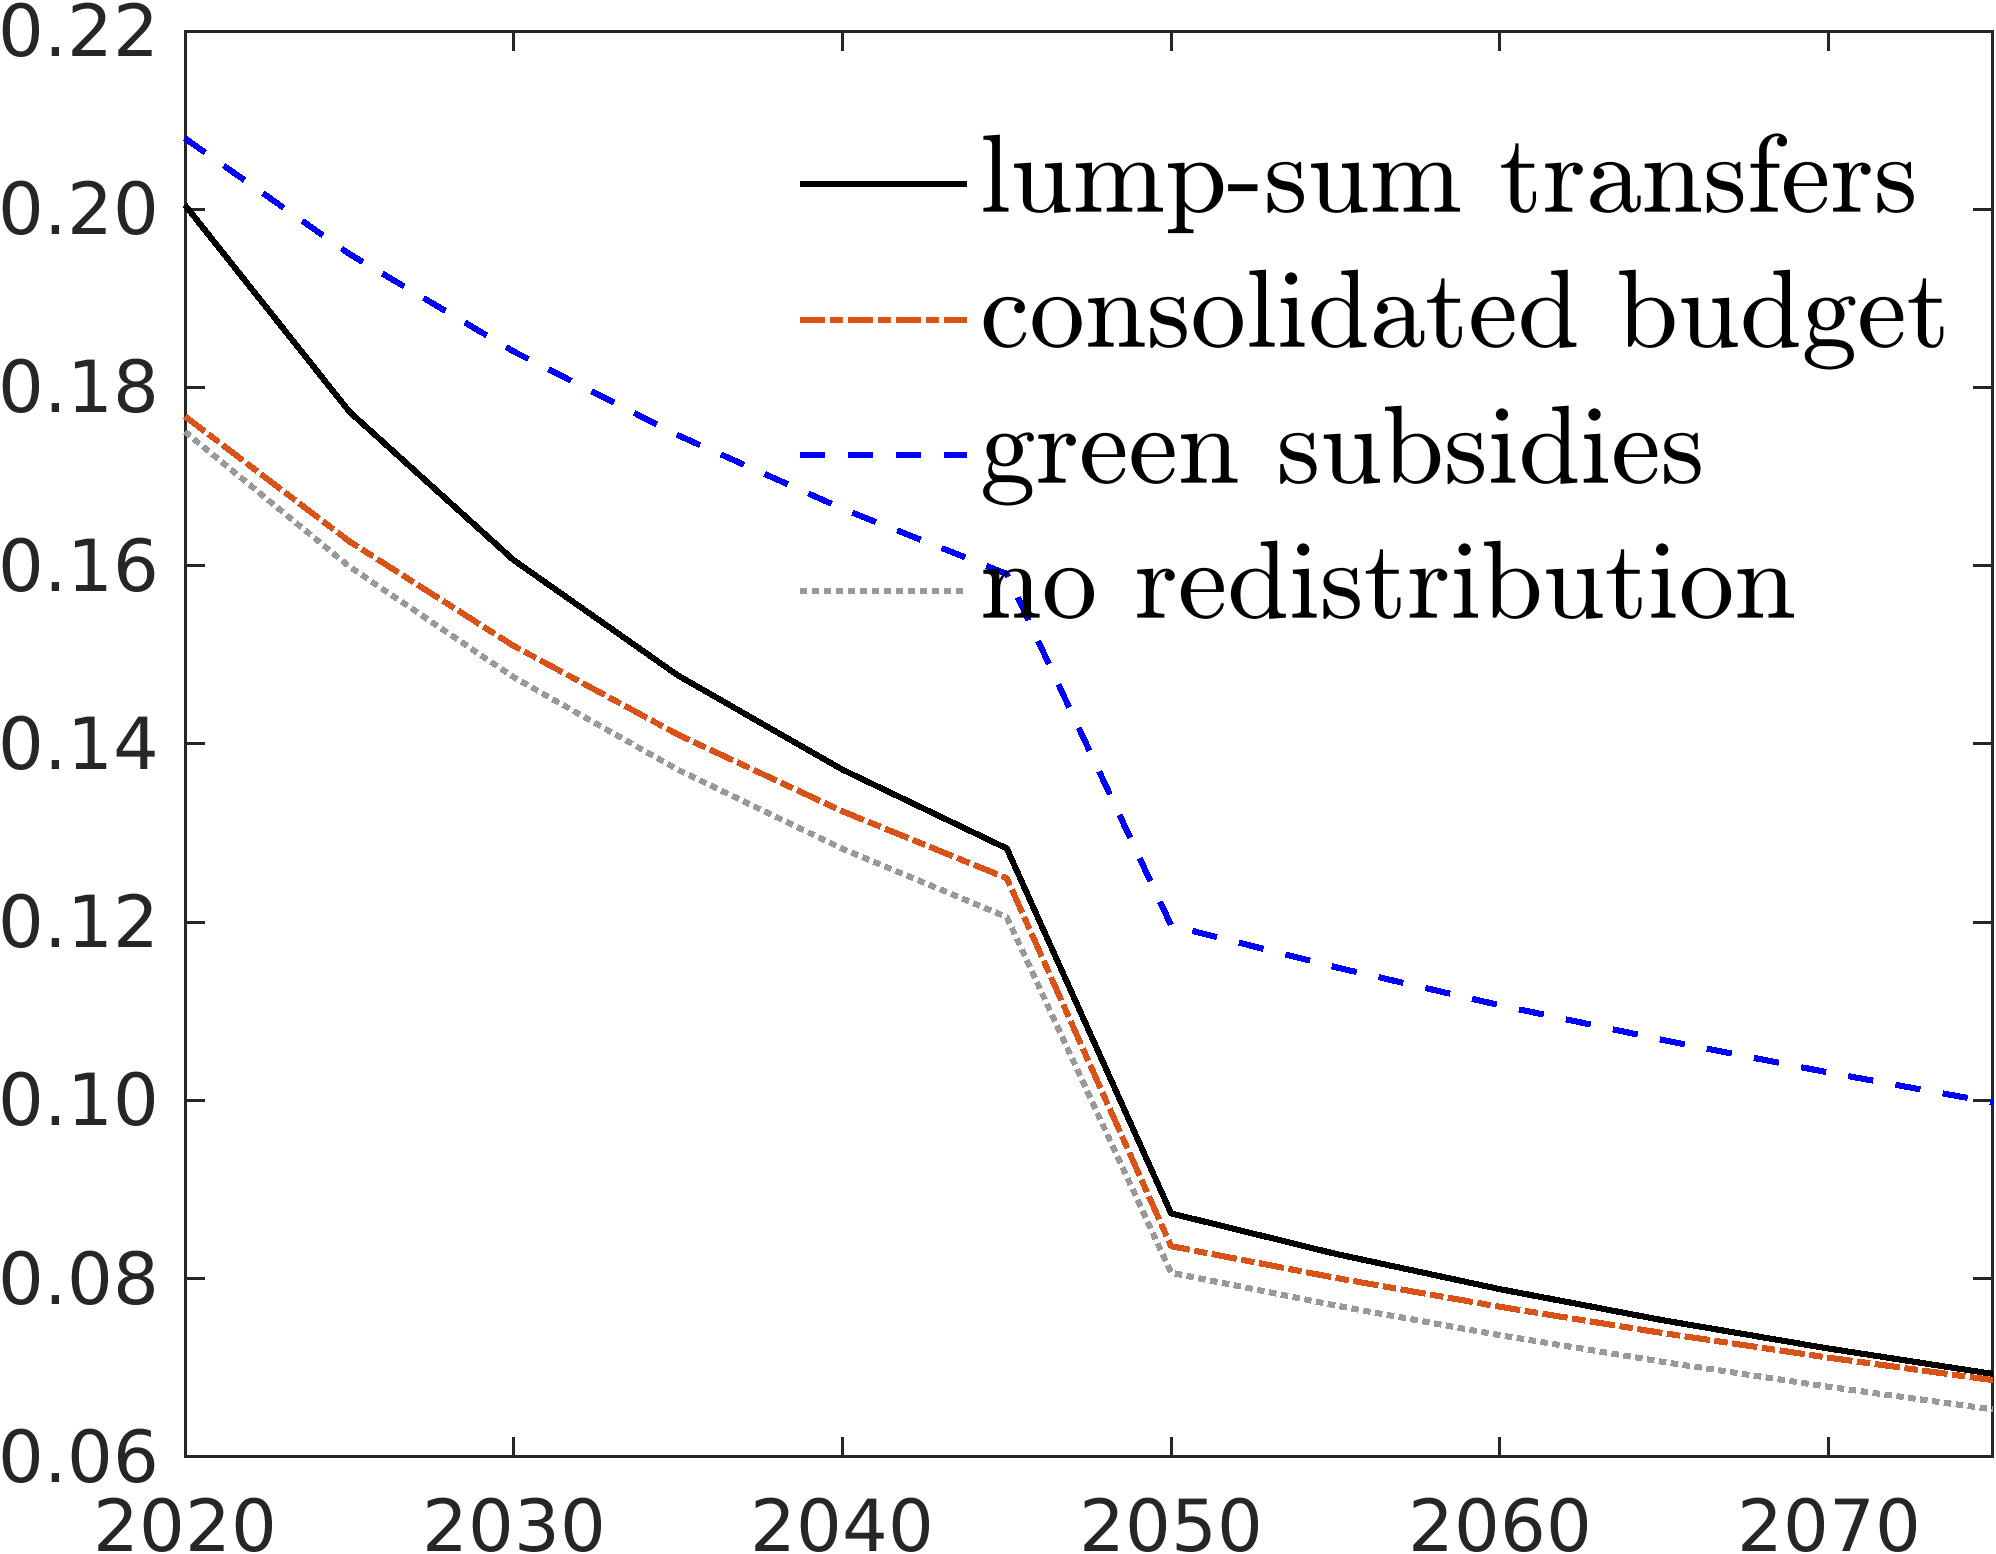 0.22
0.20
0.18
0.16
0.14
0.12
0.10
0.08
0.06
2020 2030 2040 2050 2060 2070
lump-sum transfers
consolidated budget
green subsidies
no redistribution